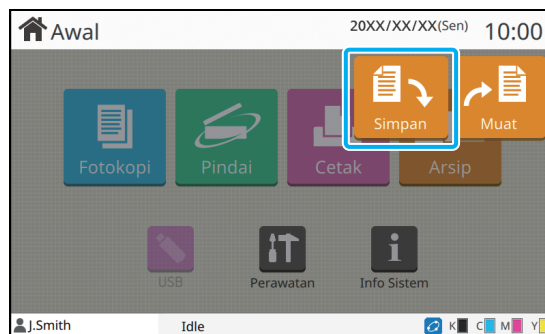 Awal
20XX/XX/XX(Sen) 10:00
Simpan Muat
Fotokopi Pindai Cetak Arsip
USB Perawatan Info Sistem
J.Smith Idle K C M Y